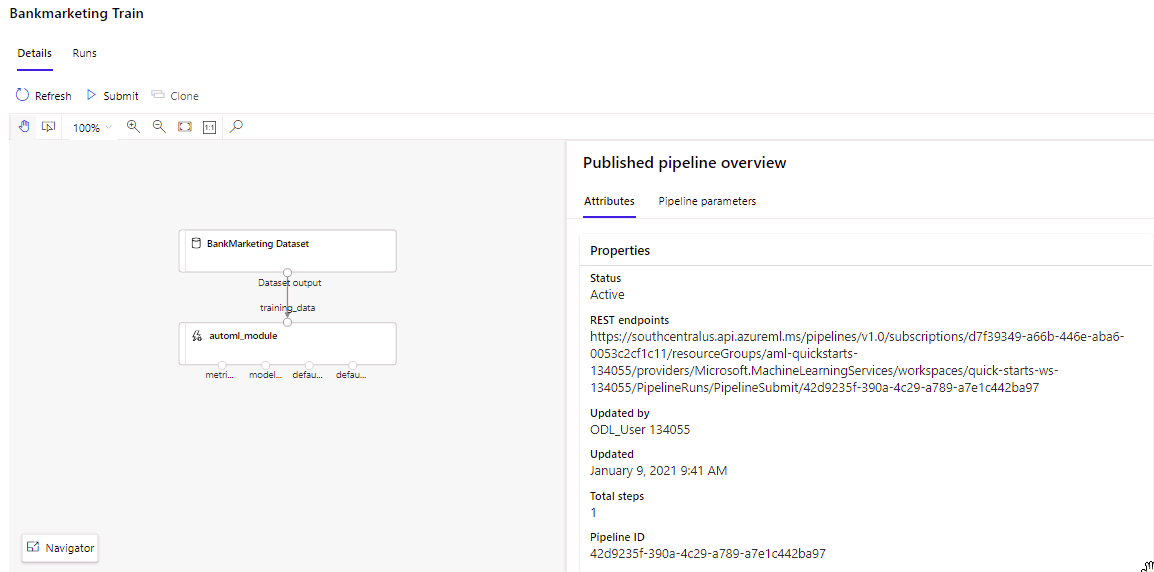 Bankmarketing Train
Details Runs
Refresh Submit Clone
100% 1:1
BankMarketing Dataset
Dataset output
training_data
automl_module
metri... model... defau... defau...
Navigator
Published pipeline overview
Attributes Pipeline parameters
Properties
Status
Active
REST endpoints
https://southcentralus.api.azureml.ms/pipelines/v1.0/subscriptions/d7f39349-a66b-446e-aba6-
0053c2cf1c11/resourceGroups/aml-quickstarts-
134055/providers/Microsoft.MachineLearningServices/workspaces/quick-starts-ws-
134055/PipelineRuns/PipelineSubmit/42d9235f-390a-4c29-a789-a7e1c442ba97
Updated by
ODL_User 134055
Updated
January 9, 2021 9:41 AM
Total steps
1
Pipeline ID
42d9235f-390a-4c29-a789-a7e1c442ba97